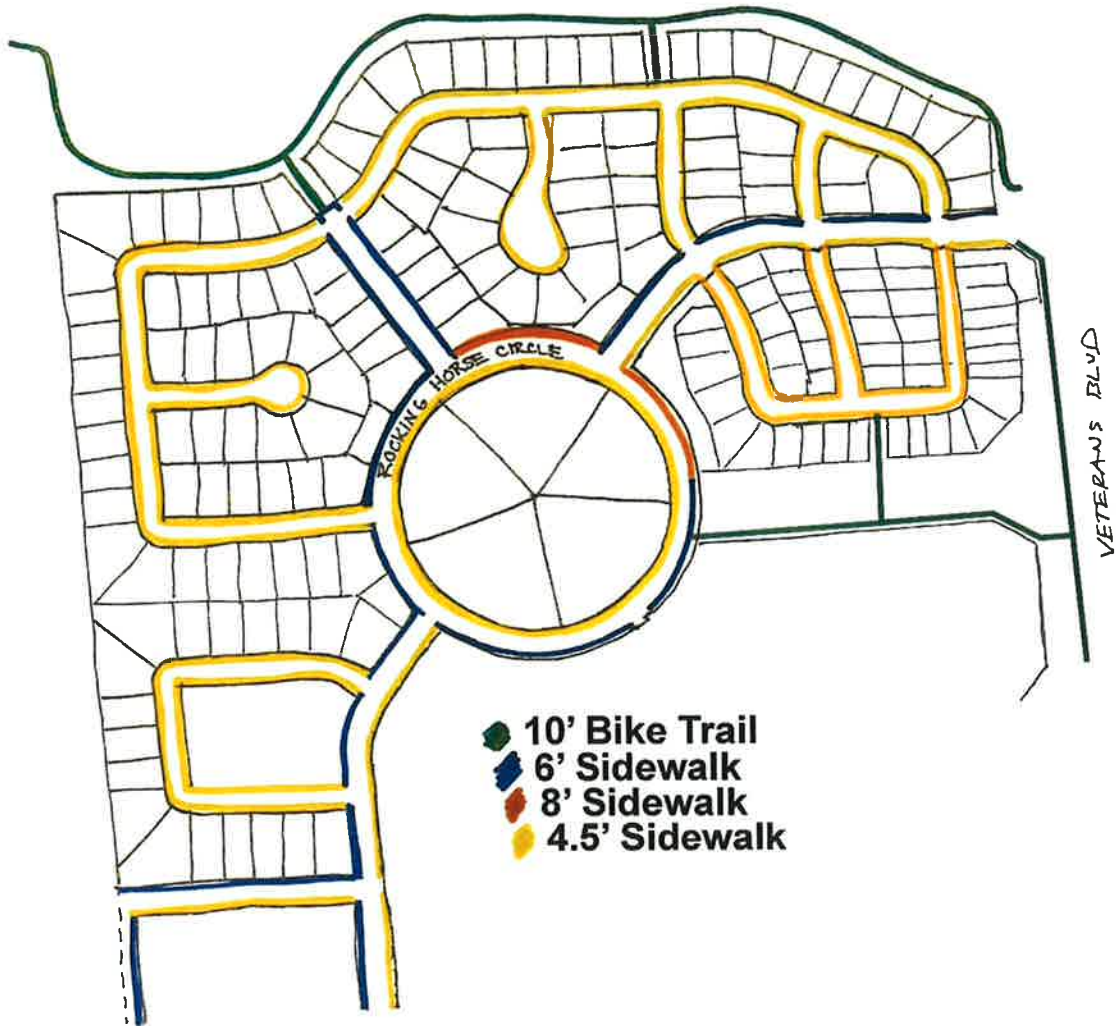 ROCKING HORSE CIRCLE
VETERANS BLVD
10' Bike Trail
6' Sidewalk
8' Sidewalk
4.5' Sidewalk